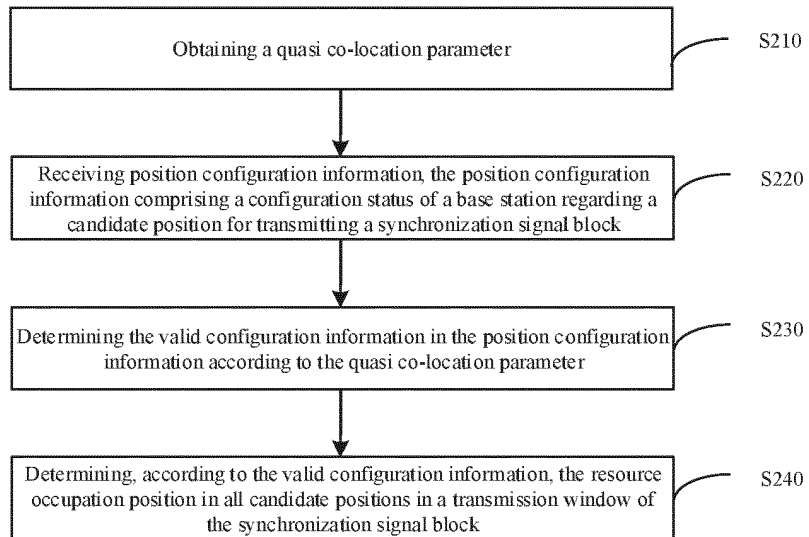 Obtaining a quasi co-location parameter
S210
Receiving position configuration information, the position configuration
information comprising a configuration status of a base station regarding a
candidate position for transmitting a synchronization signal block
S220
Determining the valid configuration information in the position configuration
information according to the quasi co-location parameter
S230
Determining, according to the valid configuration information, the resource
occupation position in all candidate positions in a transmission window of
the synchronization signal block
S240